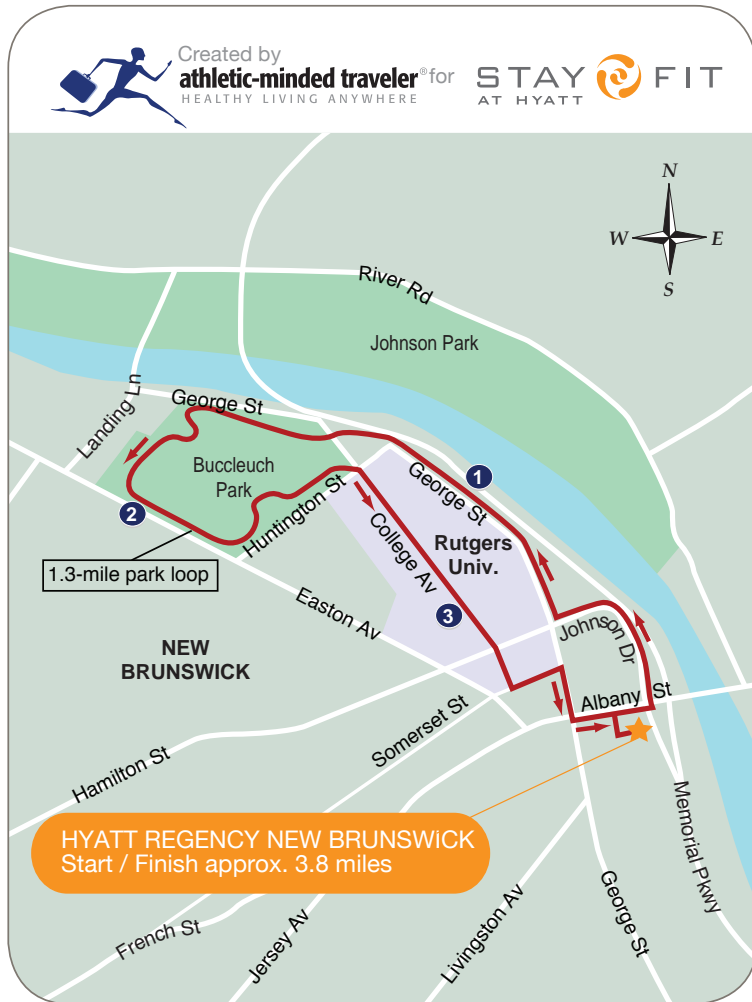 Created by
athletic-minded traveler® for
HEALTHY LIVING ANYWHERE
STAY FIT
AT HYATT
N
W E
S
River Rd
Johnson Park
Landing Ln
George St
Buccleuch
Park
1
George St
2
Huntington St
College Av
Rutgers
Univ.
1.3-mile park loop
Easton Av
3
Johnson Dr
NEW
BRUNSWICK
Albany St
Somerset St
Hamilton St
Memorial Pkwy
HYATT REGENCY NEW BRUNSWICK
Start / Finish approx. 3.8 miles
French St
Jersey Av
Livingston Av
George St